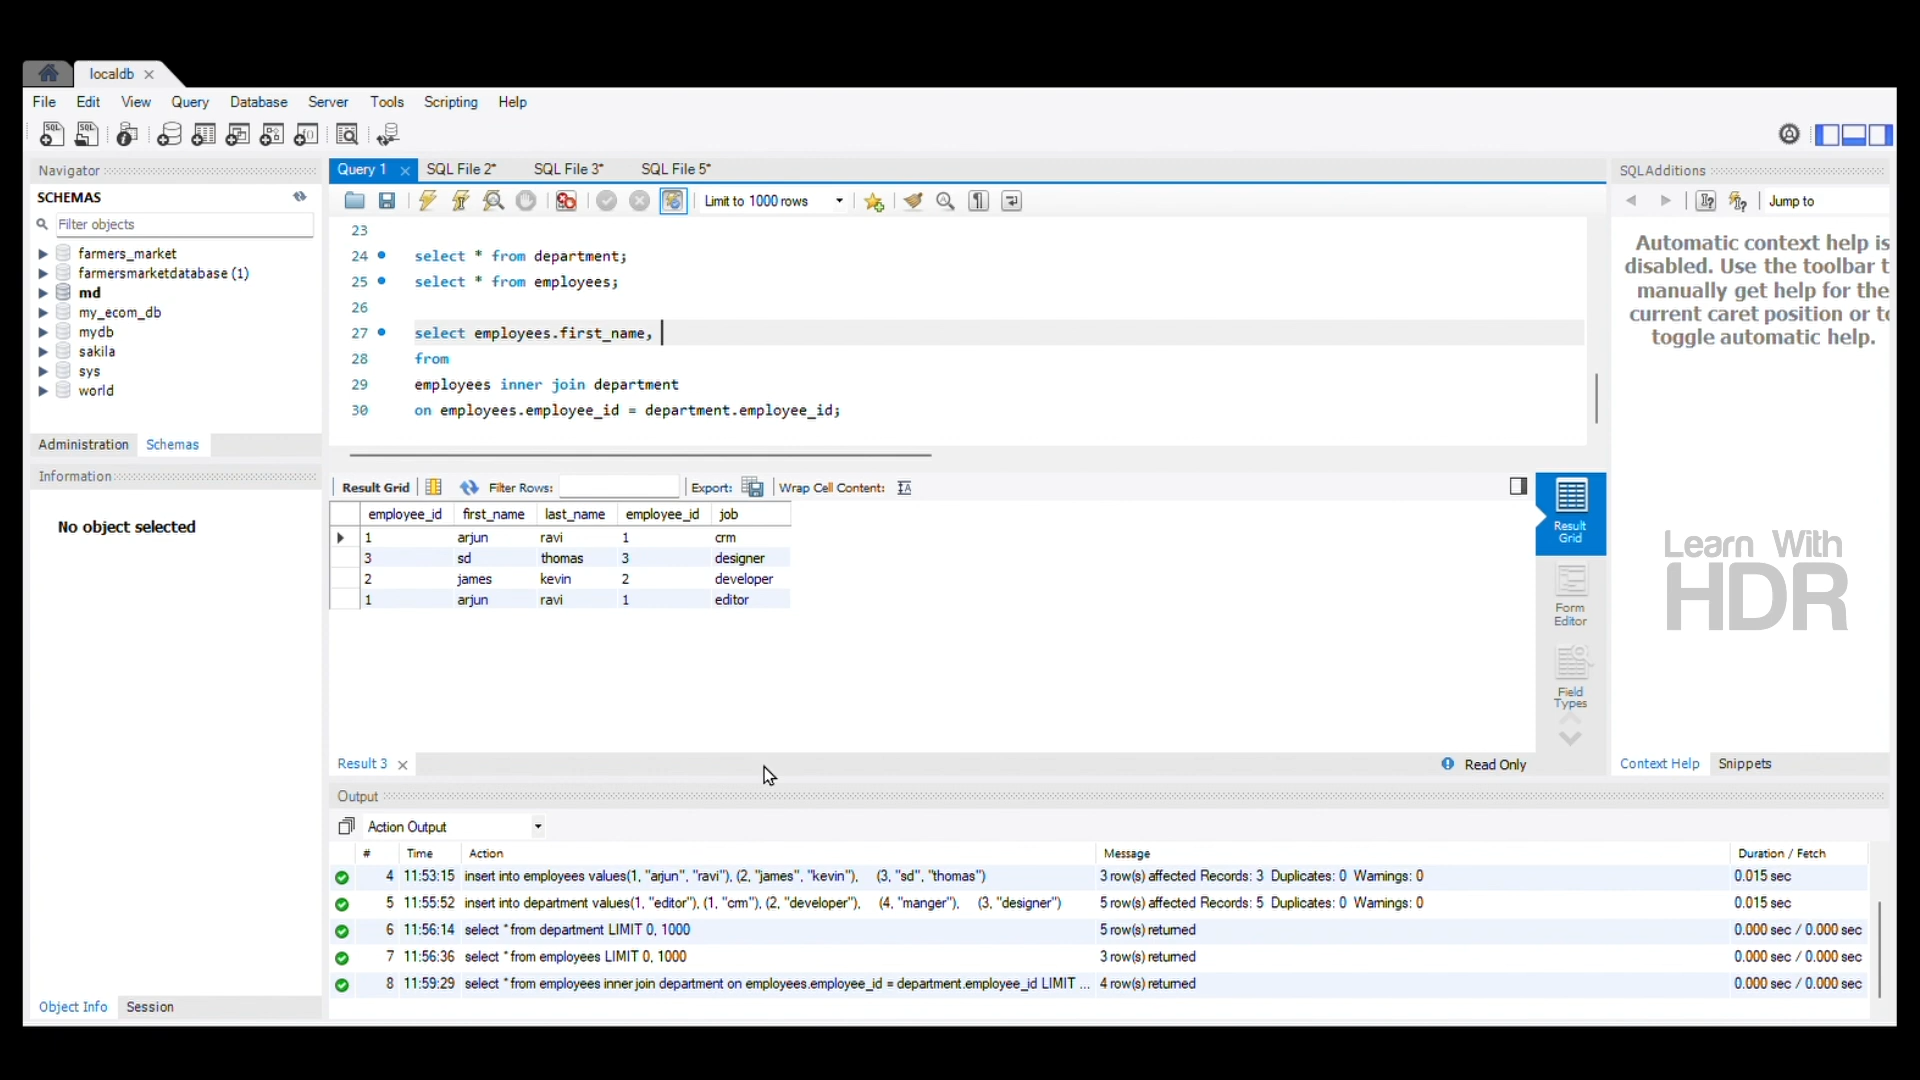 localdb
File Edit View Query Database Server Tools Scripting Help
Navigator
SCHEMAS
Filter objects
farmers_market
farmersmarketdatabase (1)
md
my_ecom_db
mydb
sakila
sys
world
Administration Schemas
Information
No object selected
Object Info Session
Query 1 SQL File 2* SQL File 3* SQL File 5*
Limit to 1000 rows
23
24 select * from department;
25 select * from employees;
26
27 select employees.first_name,
28 from
29 employees inner join department
30 on employees.employee_id = department.employee_id;
Result Grid Filter Rows: Export: Wrap Cell Content:
employee_id first_name last_name employee_id job
1 arjun ravi 1 crm
3 sd thomas 3 designer
2 james kevin 2 developer
1 arjun ravi 1 editor
Result
Grid
Form
Editor
Field
Types
Result 3
Read Only
Output
Action Output
# Time Action Message Duration / Fetch
4 11:53:15 insert into employees values(1, "arjun", "ravi"), (2, "james", "kevin"), (3, "sd", "thomas") 3 row(s) affected Records: 3 Duplicates: 0 Warnings: 0 0.015 sec
5 11:55:52 insert into department values(1, "editor"), (1, "crm"), (2, "developer"), (4, "manger"), (3, "designer") 5 row(s) affected Records: 5 Duplicates: 0 Warnings: 0 0.015 sec
6 11:56:14 select * from department LIMIT 0, 1000 5 row(s) returned 0.000 sec / 0.000 sec
7 11:56:36 select * from employees LIMIT 0, 1000 3 row(s) returned 0.000 sec / 0.000 sec
8 11:59:29 select * from employees inner join department on employees.employee_id = department.employee_id LIMIT ... 4 row(s) returned 0.000 sec / 0.000 sec
SQLAdditions
Jump to
Automatic context help is
disabled. Use the toolbar t
manually get help for the
current caret position or to
toggle automatic help.
Learn With
HDR
Context Help Snippets